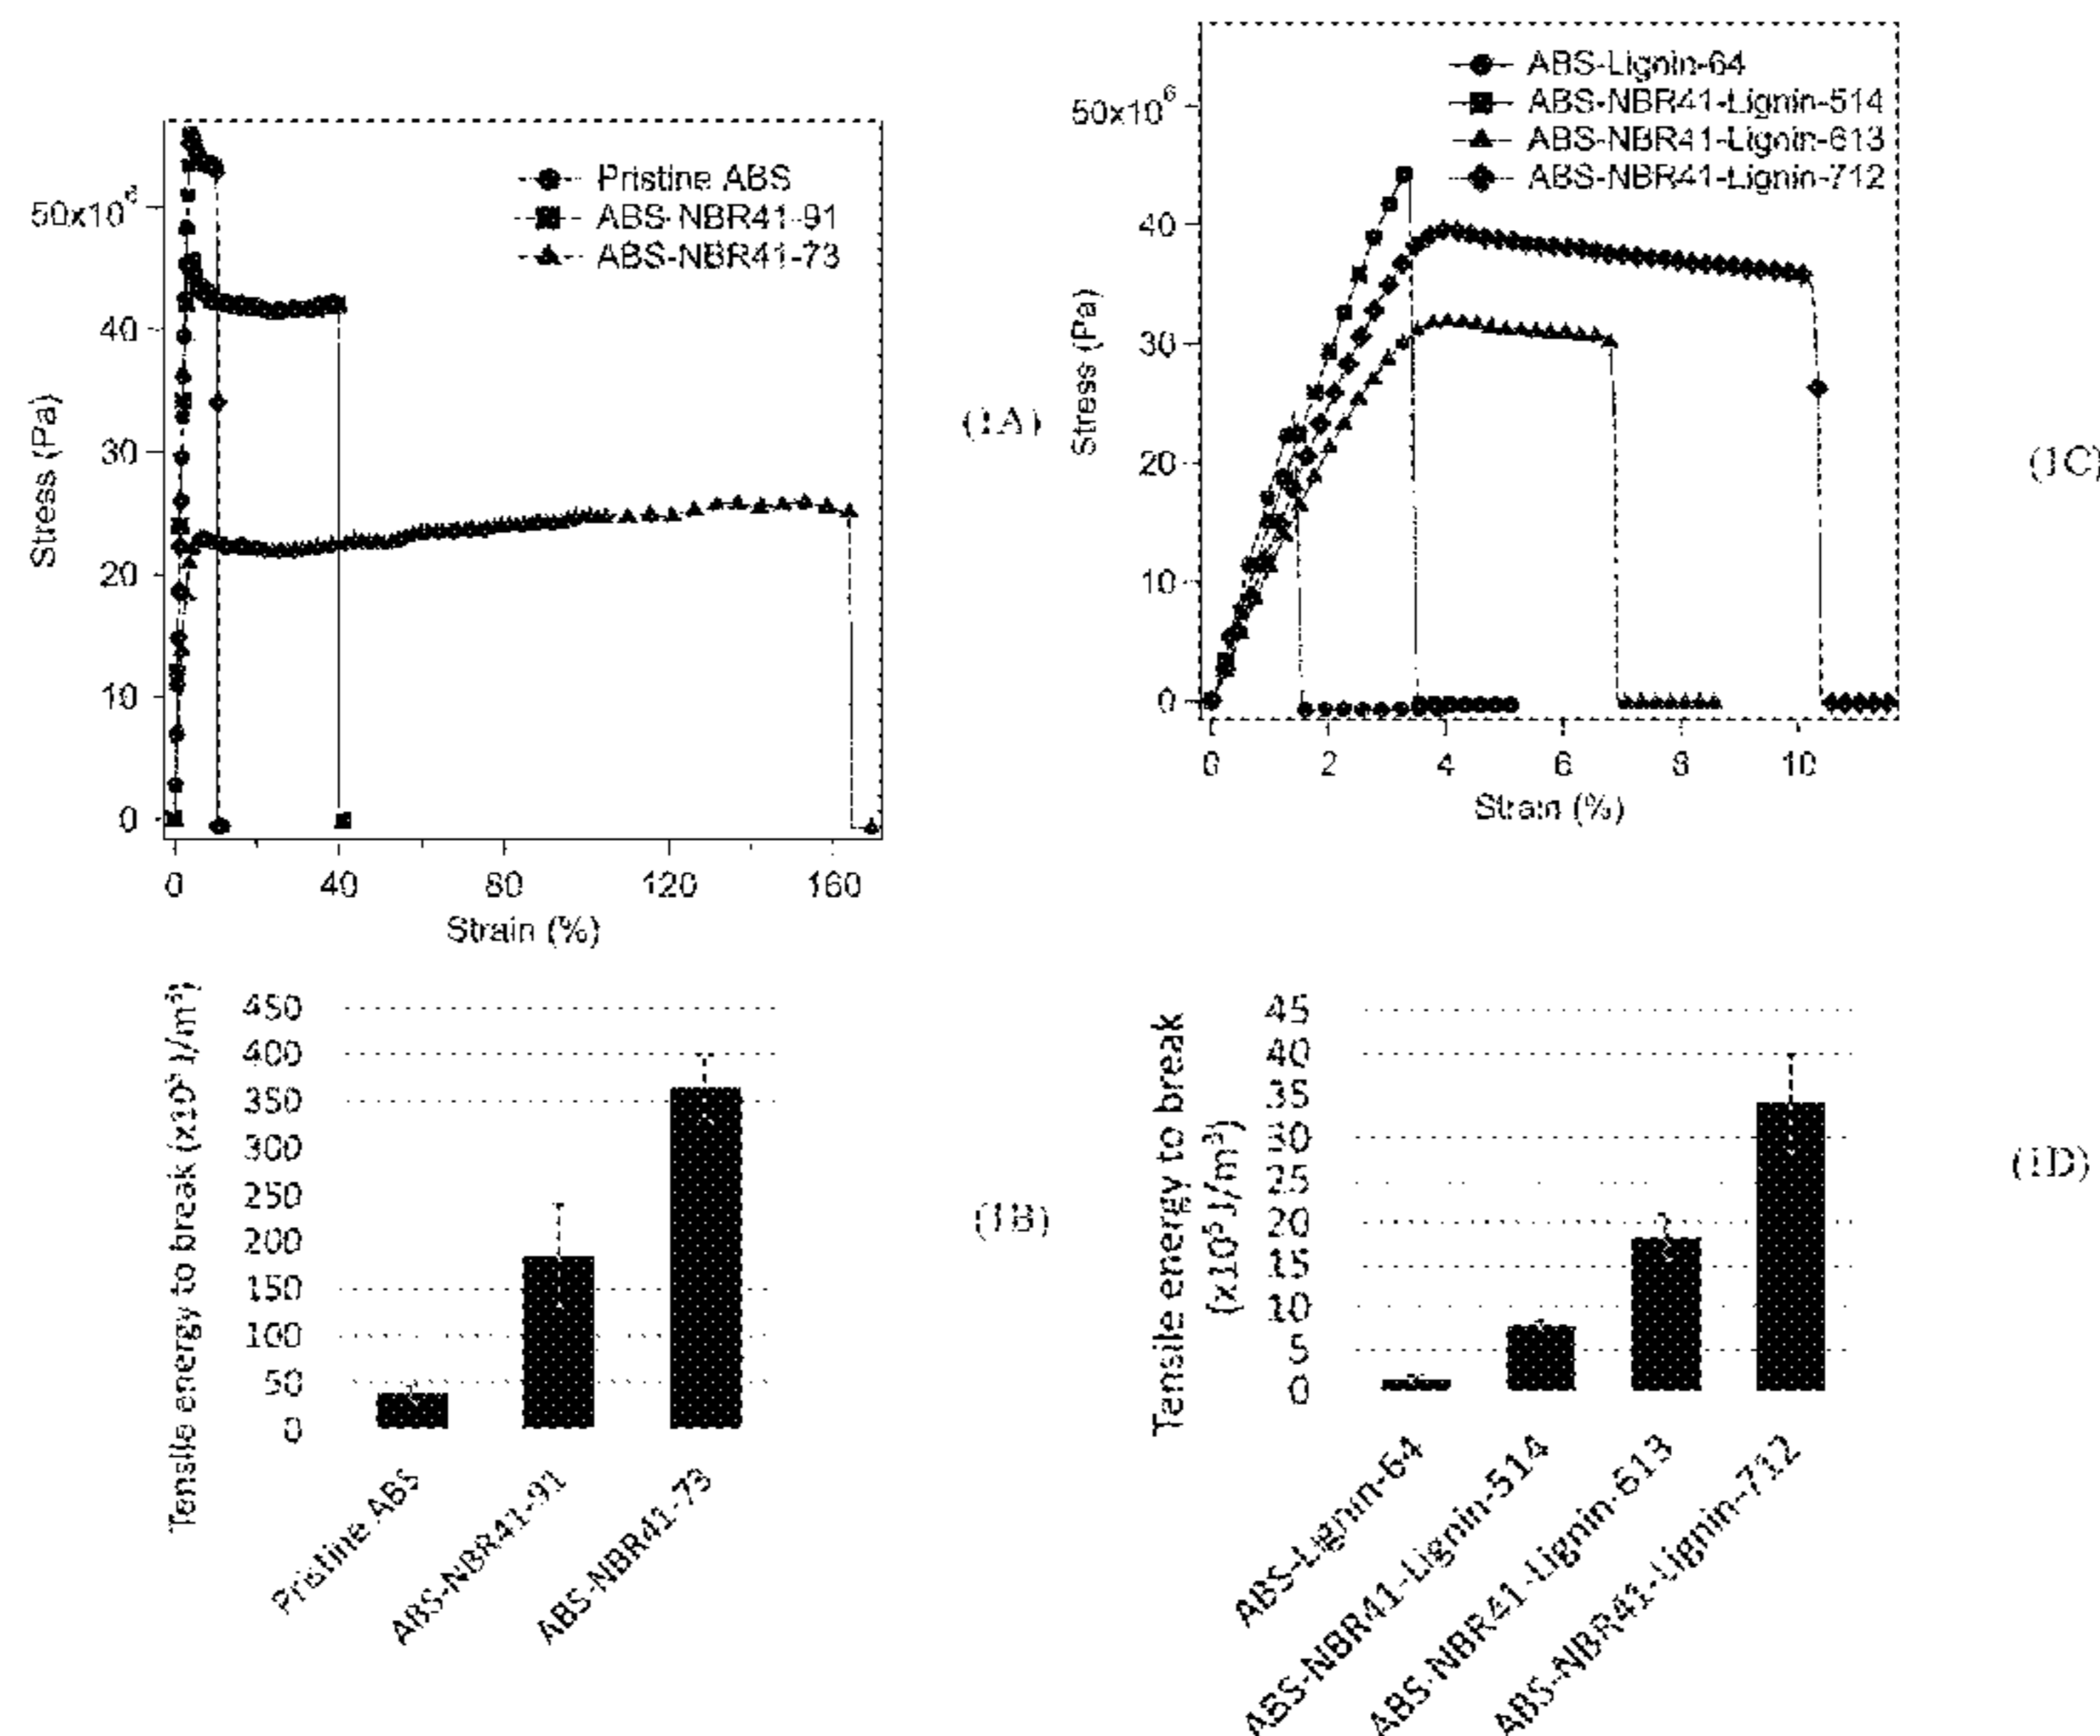 Pristine ABS
ABS-NBR41-91
ABS-NBR41-73
50x10⁶
40
30
20
10
0
Stress (Pa)
0 40 80 120 160
Strain (%)
(1A)
ABS-Lignin-64
ABS-NBR41-Lignin-514
ABS-NBR41-Lignin-613
ABS-NBR41-Lignin-712
50x10⁶
40
30
20
10
0
Stress (Pa)
0 2 4 6 8 10
Strain (%)
(1C)
Tensile energy to break (x10⁵ J/m³)
450
400
350
300
250
200
150
100
50
0
Pristine ABS
ABS-NBR41-91
ABS-NBR41-73
(1B)
Tensile energy to break
(x10⁵ J/m³)
45
40
35
30
25
20
15
10
5
0
ABS-Lignin-64
ABS-NBR41-Lignin-514
ABS-NBR41-Lignin-613
ABS-NBR41-Lignin-712
(1D)